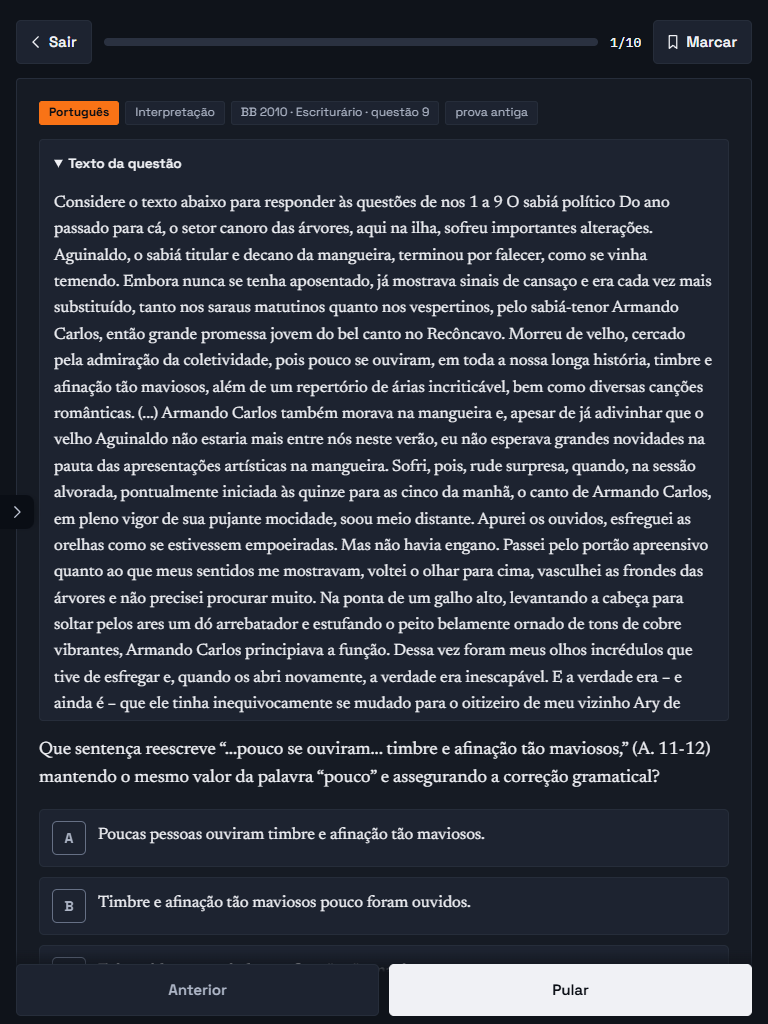 Sair
1/10
Marcar
Português
Interpretação
BB 2010 · Escriturário · questão 9
prova antiga
▼ Texto da questão
Considere o texto abaixo para responder às questões de nos 1 a 9 O sabiá político Do ano
passado para cá, o setor canoro das árvores, aqui na ilha, sofreu importantes alterações.
Aguinaldo, o sabiá titular e decano da mangueira, terminou por falecer, como se vinha
temendo. Embora nunca se tenha aposentado, já mostrava sinais de cansaço e era cada vez mais
substituído, tanto nos saraus matutinos quanto nos vespertinos, pelo sabiá-tenor Armando
Carlos, então grande promessa jovem do bel canto no Recôncavo. Morreu de velho, cercado
pela admiração da coletividade, pois pouco se ouviram, em toda a nossa longa história, timbre e
afinação tão maviosos, além de um repertório de árias incriticável, bem como diversas canções
românticas. (...) Armando Carlos também morava na mangueira e, apesar de já adivinhar que o
velho Aguinaldo não estaria mais entre nós neste verão, eu não esperava grandes novidades na
pauta das apresentações artísticas na mangueira. Sofri, pois, rude surpresa, quando, na sessão
alvorada, pontualmente iniciada às quinze para as cinco da manhã, o canto de Armando Carlos,
em pleno vigor de sua pujante mocidade, soou meio distante. Apurei os ouvidos, esfreguei as
orelhas como se estivessem empoeiradas. Mas não havia engano. Passei pelo portão apreensivo
quanto ao que meus sentidos me mostravam, voltei o olhar para cima, vasculhei as frondes das
árvores e não precisei procurar muito. Na ponta de um galho alto, levantando a cabeça para
soltar pelos ares um dó arrebatador e estufando o peito belamente ornado de tons de cobre
vibrantes, Armando Carlos principiava a função. Dessa vez foram meus olhos incrédulos que
tive de esfregar e, quando os abri novamente, a verdade era inescapável. E a verdade era – e
ainda é – que ele tinha inequivocamente se mudado para o oitizeiro de meu vizinho Ary de
Que sentença reescreve “...pouco se ouviram... timbre e afinação tão maviosos,” (A. 11-12)
mantendo o mesmo valor da palavra “pouco” e assegurando a correção gramatical?
A
Poucas pessoas ouviram timbre e afinação tão maviosos.
B
Timbre e afinação tão maviosos pouco foram ouvidos.
Anterior
Pular